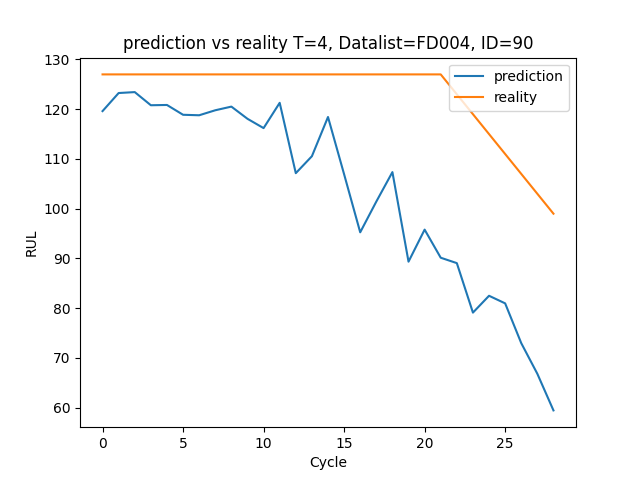 prediction vs reality T=4, Datalist=FD004, ID=90
130
120
110
100
90
80
70
60
RUL
prediction
reality
0 5 10 15 20 25
Cycle